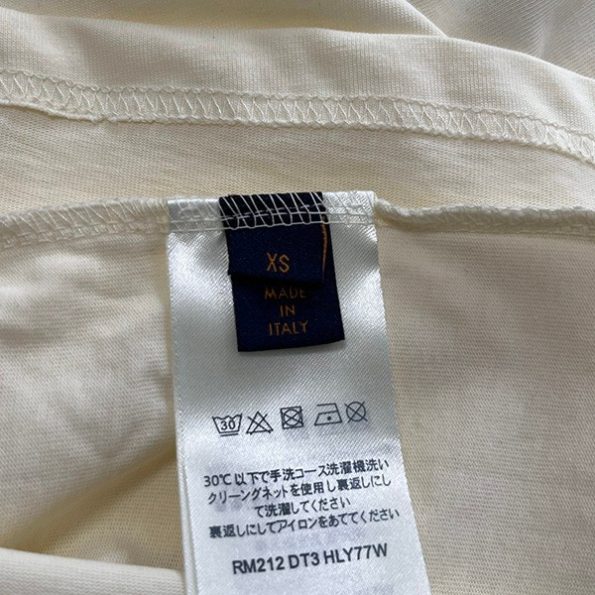 XS
MADE
IN
ITALY
30
30℃以下で手洗コース洗濯機洗い
クリーニングネットを使用し裏返しにし
て洗濯してください
裏返しにしてアイロンをあててください
RM212 DT3 HLY77W